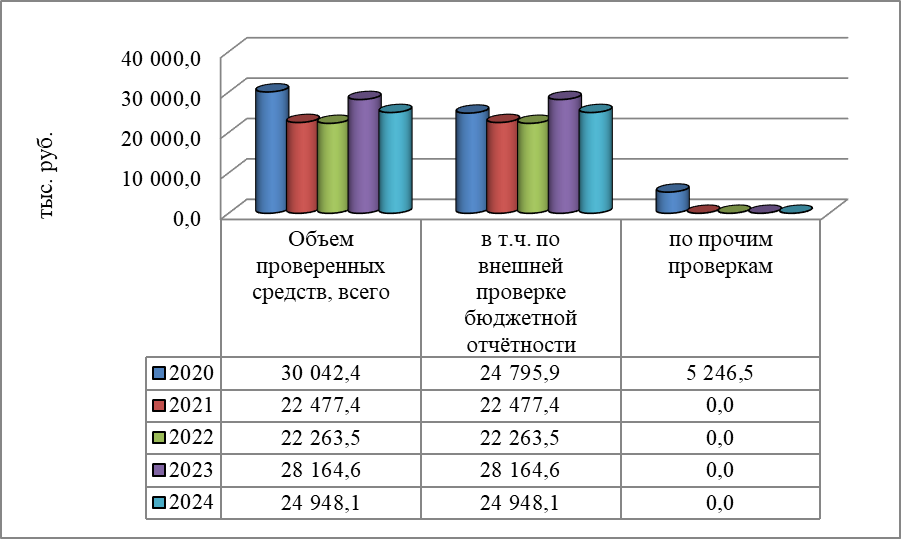 40 000,0
30 000,0
20 000,0
10 000,0
0,0
тыс. руб.
Объем проверенных средств, всего
в т.ч. по внешней проверке бюджетной отчётности
по прочим проверкам
2020 30 042,4 24 795,9 5 246,5
2021 22 477,4 22 477,4 0,0
2022 22 263,5 22 263,5 0,0
2023 28 164,6 28 164,6 0,0
2024 24 948,1 24 948,1 0,0